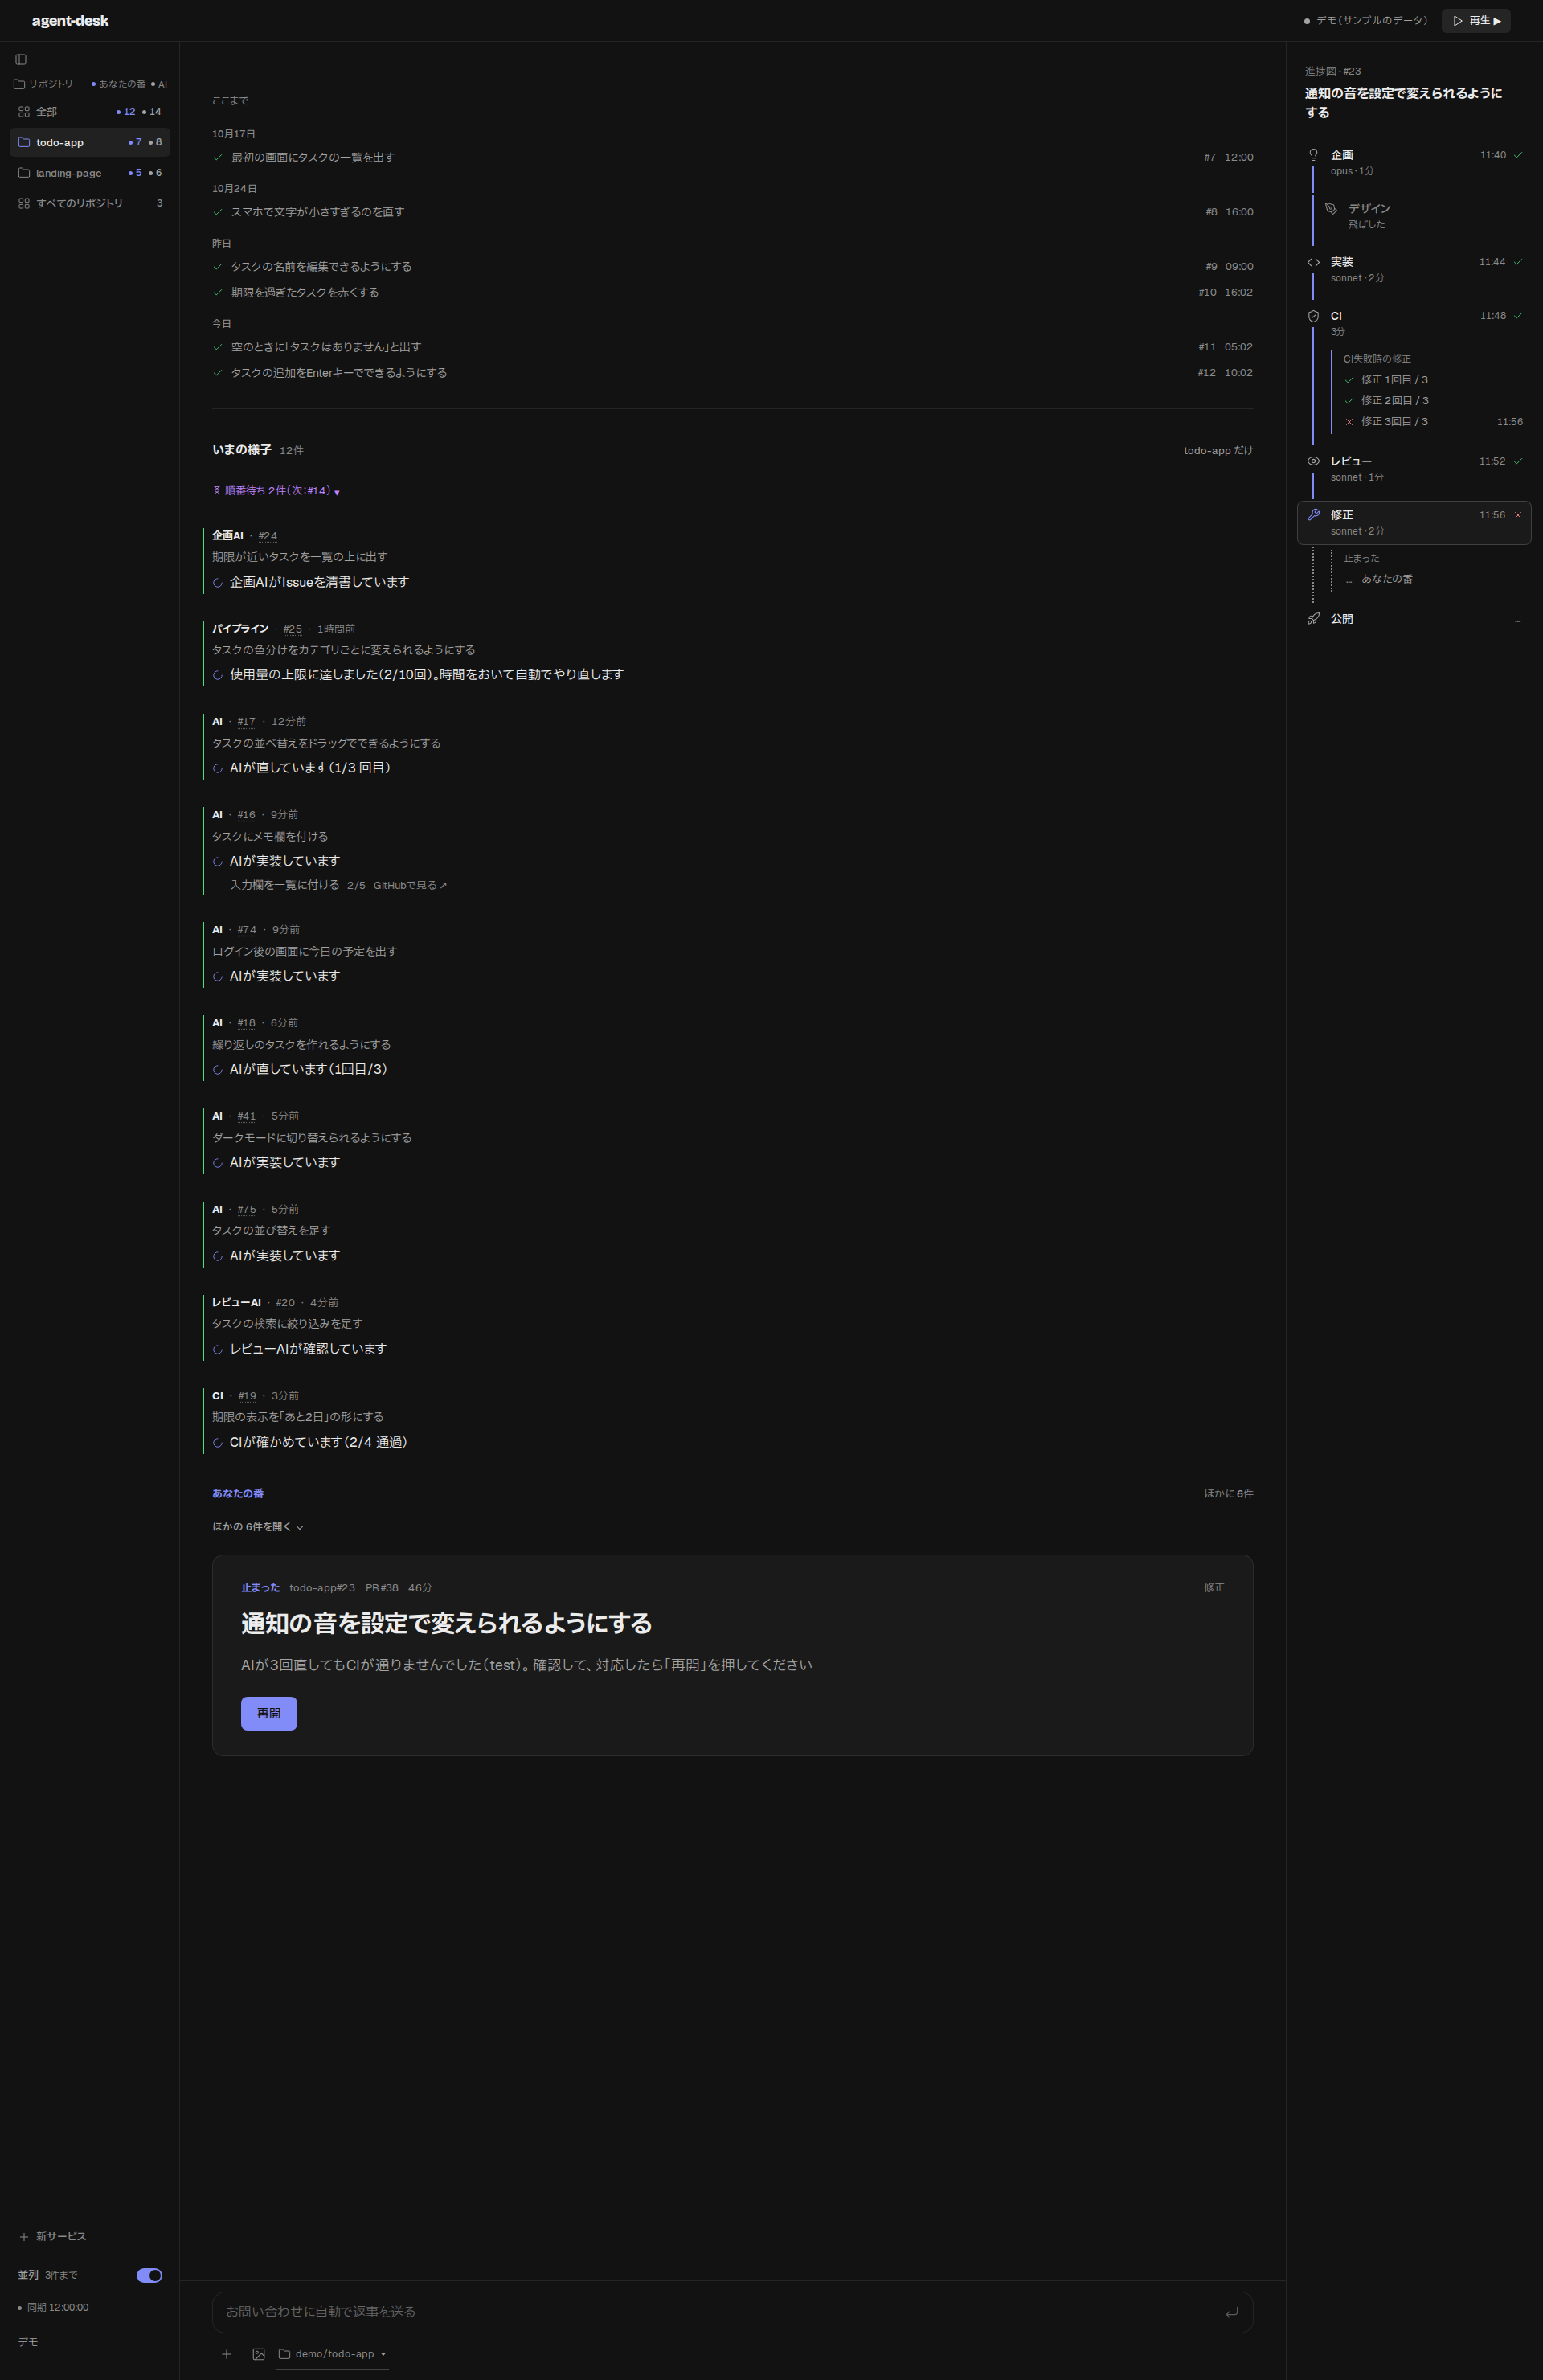 agent-desk
デモ（サンプルのデータ）
再生 ▶
リポジトリ
あなたの番 AI
全部 12 14
todo-app 7 8
landing-page 5 6
すべてのリポジトリ 3
新サービス
並列 3件まで
同期 12:00:00
デモ
ここまで
10月17日
最初の画面にタスクの一覧を出す #7 12:00
10月24日
スマホで文字が小さすぎるのを直す #8 16:00
昨日
タスクの名前を編集できるようにする #9 09:00
期限を過ぎたタスクを赤くする #10 16:02
今日
空のときに「タスクはありません」と出す #11 05:02
タスクの追加をEnterキーでできるようにする #12 10:02
いまの様子 12件 todo-app だけ
順番待ち 2件（次：#14） ▼
企画AI · #24
期限が近いタスクを一覧の上に出す
企画AIがIssueを清書しています
パイプライン · #25 · 1時間前
タスクの色分けをカテゴリごとに変えられるようにする
使用量の上限に達しました（2/10回）。時間をおいて自動でやり直します
AI · #17 · 12分前
タスクの並べ替えをドラッグでできるようにする
AIが直しています（1/3 回目）
AI · #16 · 9分前
タスクにメモ欄を付ける
AIが実装しています
入力欄を一覧に付ける 2/5 GitHubで見る ↗
AI · #74 · 9分前
ログイン後の画面に今日の予定を出す
AIが実装しています
AI · #18 · 6分前
繰り返しのタスクを作れるようにする
AIが直しています（1回目/3）
AI · #41 · 5分前
ダークモードに切り替えられるようにする
AIが実装しています
AI · #75 · 5分前
タスクの並び替えを足す
AIが実装しています
レビューAI · #20 · 4分前
タスクの検索に絞り込みを足す
レビューAIが確認しています
CI · #19 · 3分前
期限の表示を「あと2日」の形にする
CIが確かめています（2/4 通過）
あなたの番 ほかに 6件
ほかの 6件を開く
止まった todo-app#23 PR #38 46分 修正
通知の音を設定で変えられるようにする
AIが3回直してもCIが通りませんでした（test）。確認して、対応したら「再開」を押してください
再開
お問い合わせに自動で返事を送る
demo/todo-app
進捗図 · #23
通知の音を設定で変えられるように
する
企画 11:40
opus · 1分
デザイン
飛ばした
実装 11:44
sonnet · 2分
CI 11:48
3分
CI失敗時の修正
修正 1回目 / 3
修正 2回目 / 3
修正 3回目 / 3 11:56
レビュー 11:52
sonnet · 1分
修正 11:56
sonnet · 2分
止まった
あなたの番
公開